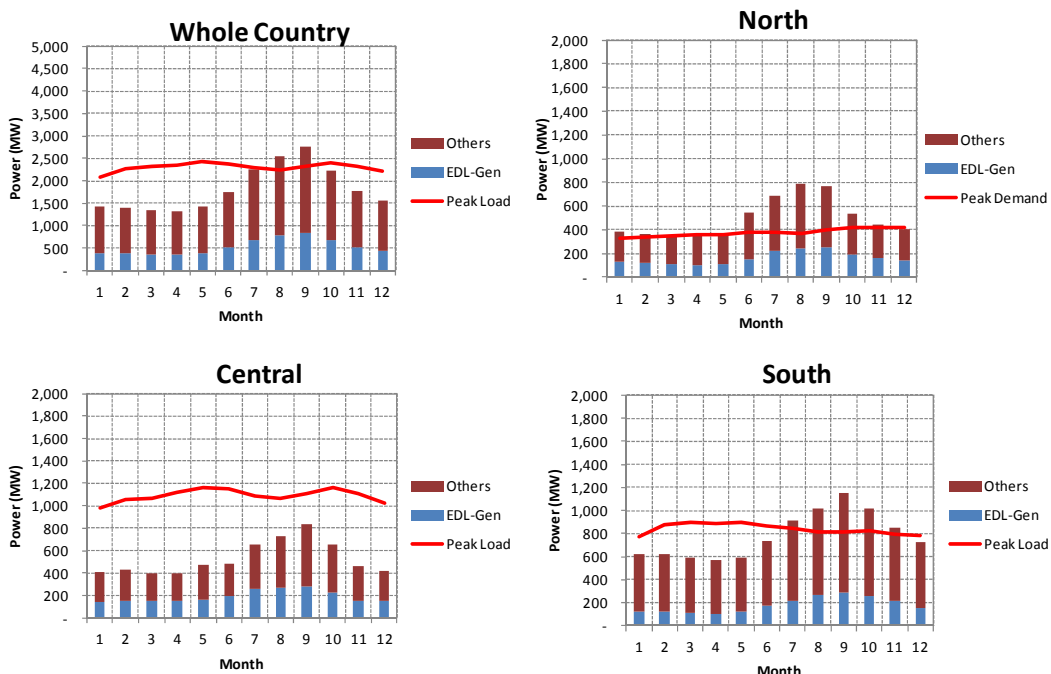 Whole Country
5,000
4,500
4,000
3,500
3,000
2,500
2,000
1,500
1,000
500
-
Power (MW)
1 2 3 4 5 6 7 8 9 10 11 12
Month
Others
EDL-Gen
Peak Load
North
2,000
1,800
1,600
1,400
1,200
1,000
800
600
400
200
-
Power (MW)
1 2 3 4 5 6 7 8 9 10 11 12
Month
Others
EDL-Gen
Peak Demand
Central
2,000
1,800
1,600
1,400
1,200
1,000
800
600
400
200
-
Power (MW)
1 2 3 4 5 6 7 8 9 10 11 12
Month
Others
EDL-Gen
Peak Load
South
2,000
1,800
1,600
1,400
1,200
1,000
800
600
400
200
-
Power (MW)
1 2 3 4 5 6 7 8 9 10 11 12
Month
Others
EDL-Gen
Peak Load